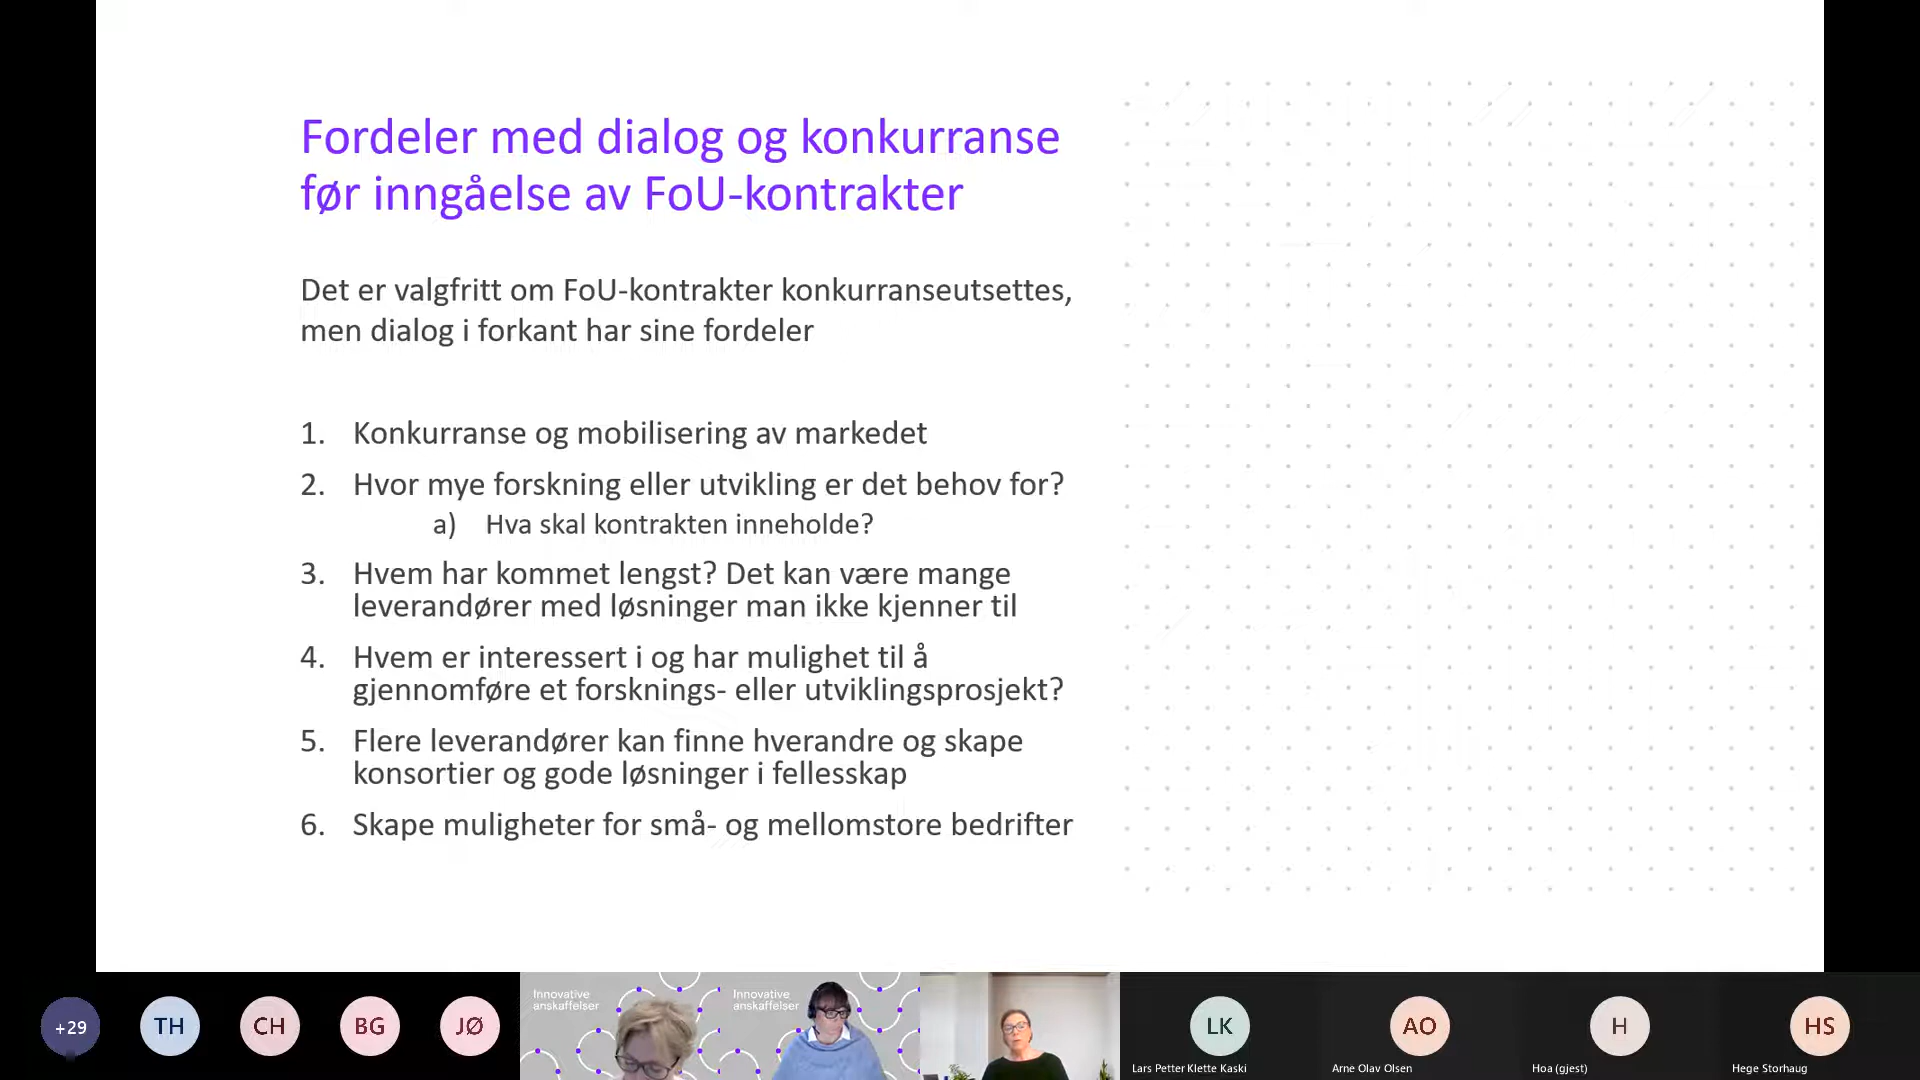 Fordeler med dialog og konkurranse
før inngåelse av FoU-kontrakter
Det er valgfritt om FoU-kontrakter konkurranseutsettes,
men dialog i forkant har sine fordeler
1. Konkurranse og mobilisering av markedet
2. Hvor mye forskning eller utvikling er det behov for?
a) Hva skal kontrakten inneholde?
3. Hvem har kommet lengst? Det kan være mange
leverandører med løsninger man ikke kjenner til
4. Hvem er interessert i og har mulighet til å
gjennomføre et forsknings- eller utviklingsprosjekt?
5. Flere leverandører kan finne hverandre og skape
konsortier og gode løsninger i fellesskap
6. Skape muligheter for små- og mellomstore bedrifter
+29
TH
CH
BG
JØ
Innovative
anskaffelser
Innovative
anskaffelser
LK
Lars Petter Klette Kaski
AO
Arne Olav Olsen
H
Hoa (gjest)
HS
Hege Storhaug